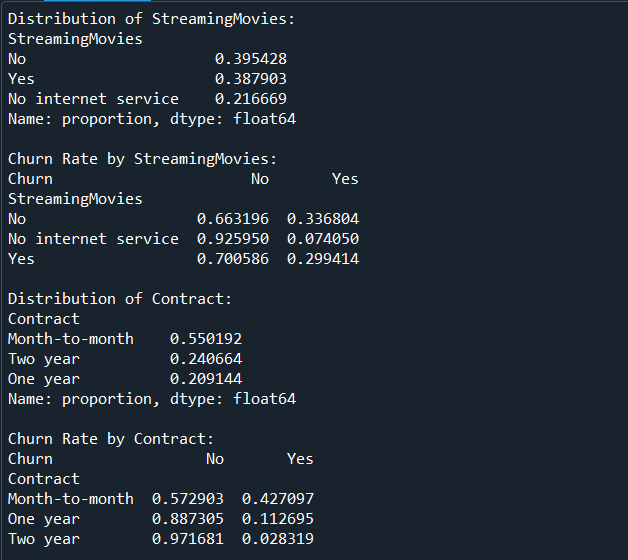 Distribution of StreamingMovies:
StreamingMovies
No                     0.395428
Yes                    0.387903
No internet service    0.216669
Name: proportion, dtype: float64

Churn Rate by StreamingMovies:
Churn                      No       Yes
StreamingMovies
No                   0.663196  0.336804
No internet service  0.925950  0.074050
Yes                  0.700586  0.299414

Distribution of Contract:
Contract
Month-to-month    0.550192
Two year          0.240664
One year          0.209144
Name: proportion, dtype: float64

Churn Rate by Contract:
Churn                 No       Yes
Contract
Month-to-month  0.572903  0.427097
One year        0.887305  0.112695
Two year        0.971681  0.028319